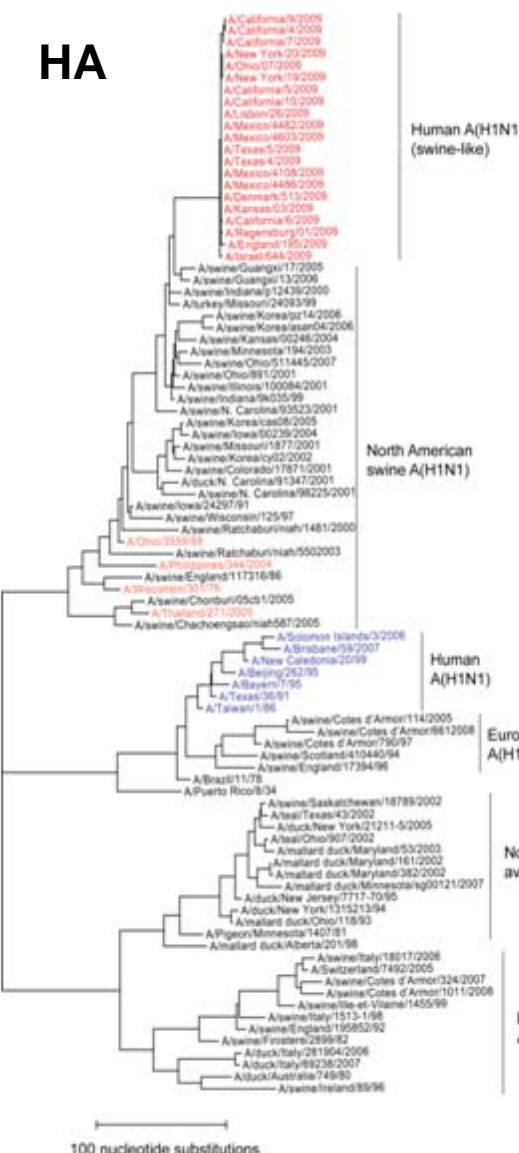 HA
A/California/9/2009
A/California/4/2009
A/California/7/2009
A/New York/20/2009
A/Ohio/07/2009
A/New York/19/2009
A/California/5/2009
A/California/10/2009
A/Lisbon/26/2009
A/Mexico/4482/2009
A/Mexico/4603/2009
A/Texas/5/2009
A/Texas/4/2009
A/Mexico/4108/2009
A/Mexico/4486/2009
A/Denmark/513/2009
A/Kansas/03/2009
A/California/6/2009
A/Regensburg/01/2009
A/England/195/2009
A/Israel/644/2009
Human A(H1N1
(swine-like)
A/swine/Guangxi/17/2005
A/swine/Guangxi/13/2006
A/swine/Indiana/p12439/2000
A/turkey/Missouri/24093/99
A/swine/Korea/pz14/2006
A/swine/Korea/asan04/2006
A/swine/Kansas/00246/2004
A/swine/Minnesota/194/2003
A/swine/Ohio/511445/2007
A/swine/Ohio/891/2001
A/swine/Illinois/100084/2001
A/swine/Indiana/9k035/99
A/swine/N. Carolina/93523/2001
A/swine/Korea/cas08/2005
A/swine/Iowa/00239/2004
A/swine/Missouri/1877/2001
A/swine/Korea/cy02/2002
A/swine/Colorado/17871/2001
A/duck/N. Carolina/91347/2001
A/swine/N. Carolina/98225/2001
A/swine/Iowa/24297/91
A/swine/Wisconsin/125/97
A/swine/Ratchaburi/niah/1481/2000
A/Ohio/3559/88
A/swine/Ratchaburi/niah/5502003
A/Philippines/344/2004
A/swine/England/117316/86
A/Wisconsin/301/76
A/swine/Chonburi/05cb1/2005
A/Thailand/271/2005
A/swine/Chachoengsao/niah587/2005
North American
swine A(H1N1)
A/Solomon Islands/3/2006
A/Brisbane/59/2007
A/New Caledonia/20/99
A/Beijing/262/95
A/Bayern/7/95
A/Texas/36/91
A/Taiwan/1/86
Human
A(H1N1)
A/swine/Cotes d'Armor/114/2005
A/swine/Cotes d'Armor/6612008
A/swine/Cotes d'Armor/790/97
A/swine/Scotland/410440/94
A/swine/England/17394/96
Euro
A(H1
A/Brazil/11/78
A/Puerto Rico/8/34
A/swine/Saskatchewan/18789/2002
A/teal/Texas/43/2002
A/duck/New York/21211-5/2005
A/teal/Ohio/907/2002
A/mallard duck/Maryland/53/2003
A/mallard duck/Maryland/161/2002
A/mallard duck/Maryland/382/2002
A/mallard duck/Minnesota/sg00121/2007
A/duck/New Jersey/7717-70/95
A/duck/New York/1315213/94
A/mallard duck/Ohio/118/93
A/Pigeon/Minnesota/1407/81
A/mallard duck/Alberta/201/98
No
av
A/swine/Italy/18017/2006
A/Switzerland/7492/2005
A/swine/Cotes d'Armor/324/2007
A/swine/Cotes d'Armor/1011/2008
A/swine/Ille-et-Vilaine/1455/99
A/swine/Italy/1513-1/98
A/swine/England/195852/92
A/swine/Finistere/2899/82
A/duck/Italy/281904/2006
A/duck/Italy/69238/2007
A/duck/Australia/749/80
A/swine/Ireland/89/96
100 nucleotide substitutions